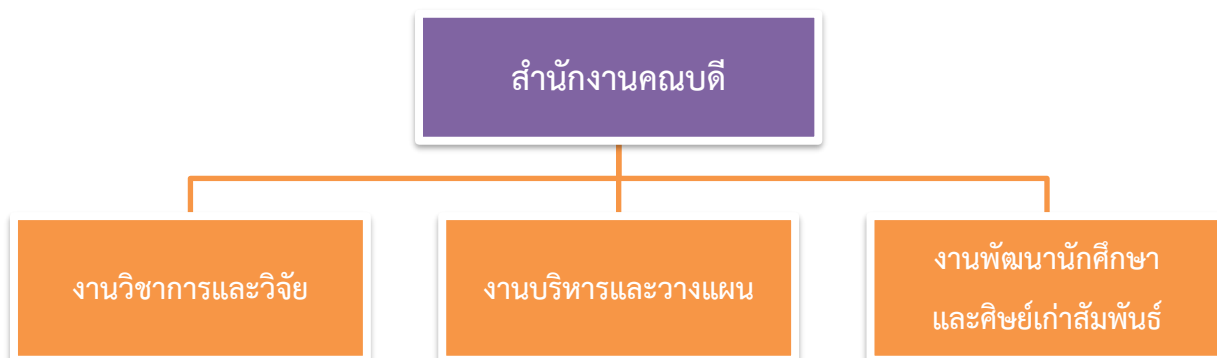 สำนักงานคณบดี
งานวิชาการและวิจัย
งานบริหารและวางแผน
งานพัฒนานักศึกษา
และศิษย์เก่าสัมพันธ์